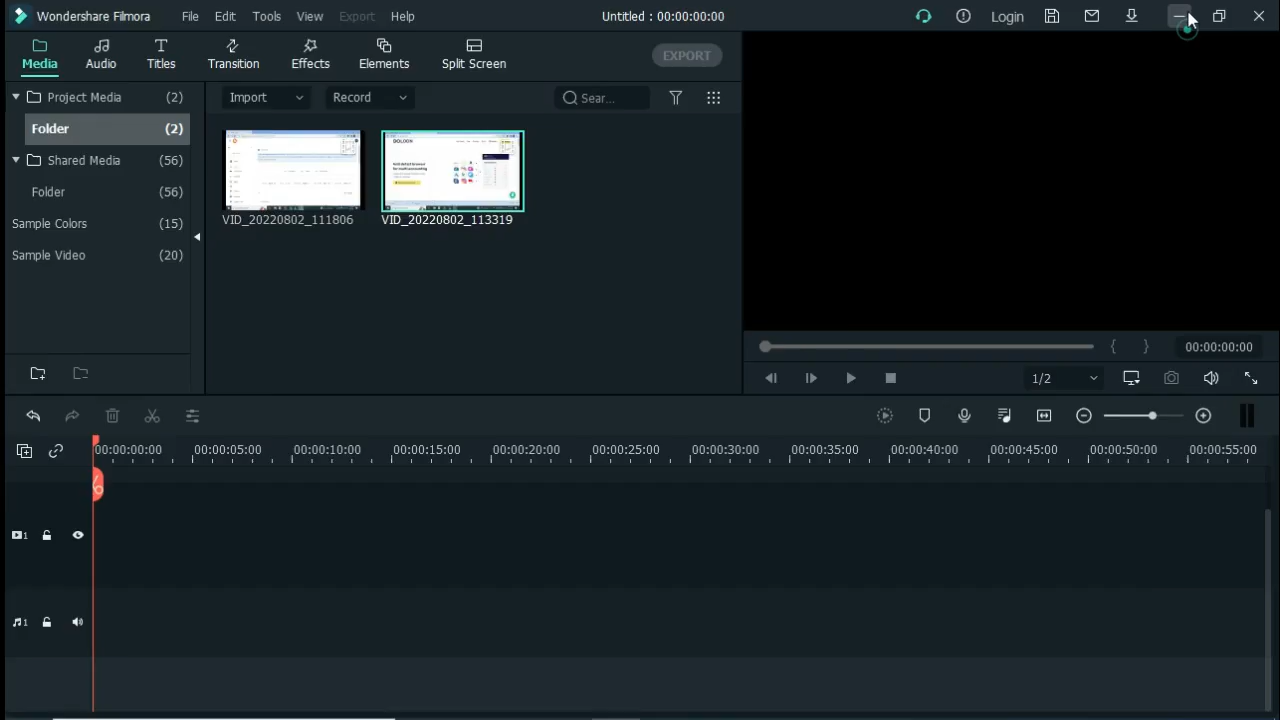 Wondershare Filmora File Edit Tools View Export Help Untitled : 00:00:00:00 Login
Media Audio Titles Transition Effects Elements Split Screen EXPORT
Project Media (2)
Folder (2)
Shared Media (56)
Folder (56)
Sample Colors (15)
Sample Video (20)
Import Record Sear...
VID_20220802_111806 VID_20220802_113319
00:00:00:00
1/2
00:00:00:00 00:00:05:00 00:00:10:00 00:00:15:00 00:00:20:00 00:00:25:00 00:00:30:00 00:00:35:00 00:00:40:00 00:00:45:00 00:00:50:00 00:00:55:00
1
1